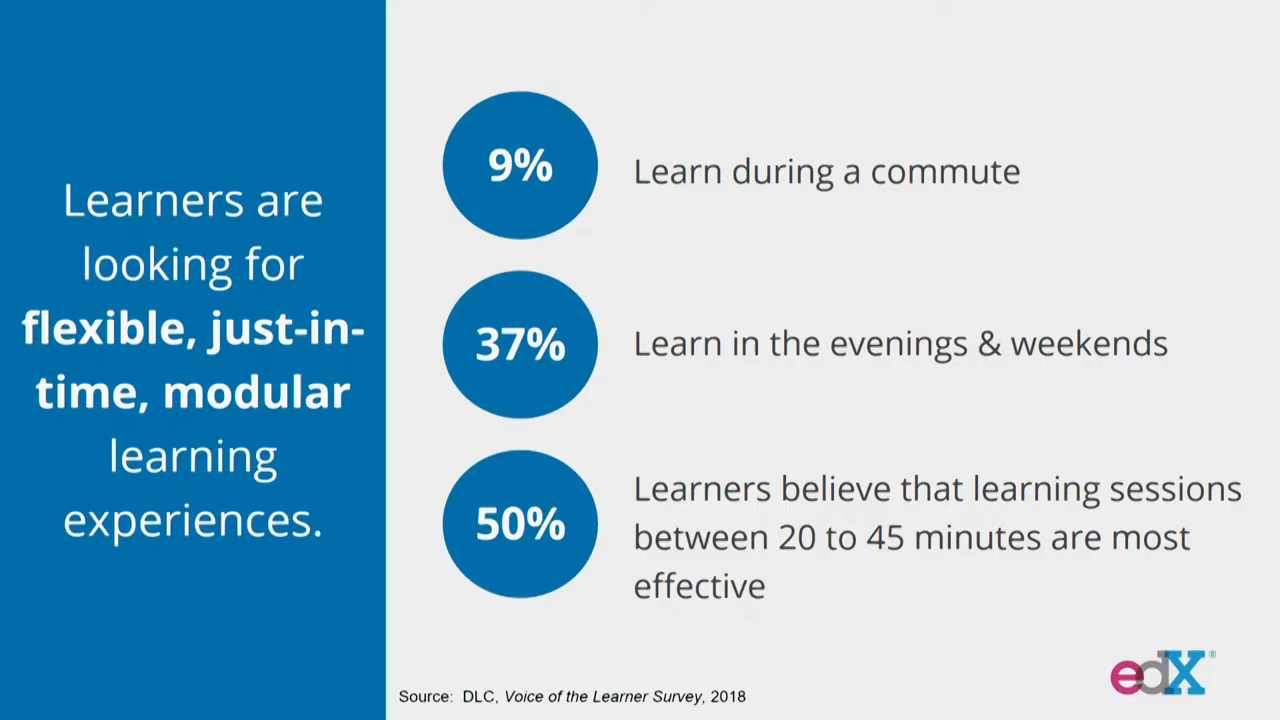 Learners are
looking for
flexible, just-in-
time, modular
learning
experiences.
9%
Learn during a commute
37%
Learn in the evenings & weekends
50%
Learners believe that learning sessions
between 20 to 45 minutes are most
effective
Source:  DLC, Voice of the Learner Survey, 2018
edX®